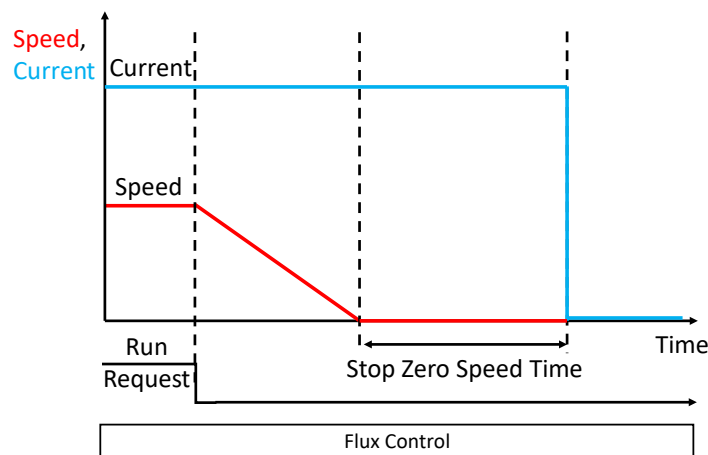 Speed,
Current
Current
Speed
Time
Run
Request
Stop Zero Speed Time
Flux Control